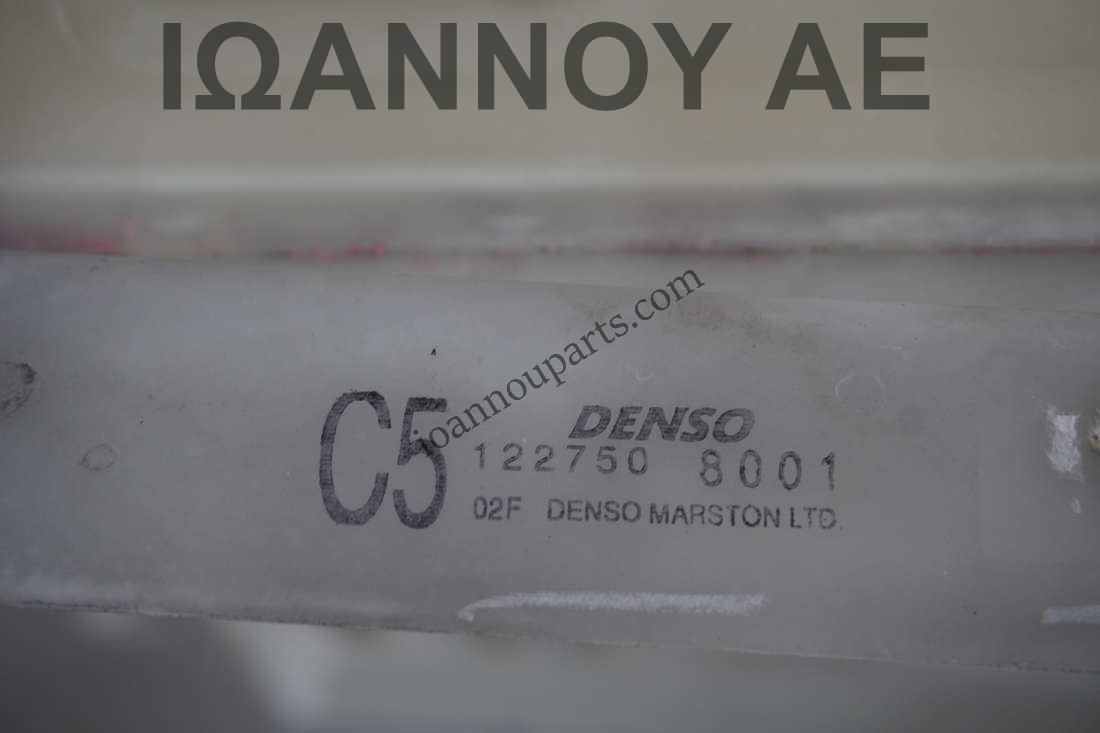 ΙΩΑΝΝΟΥ ΑΕ
ioannouparts.com
C5
DENSO
122750 8001
02F DENSO MARSTON LTD.